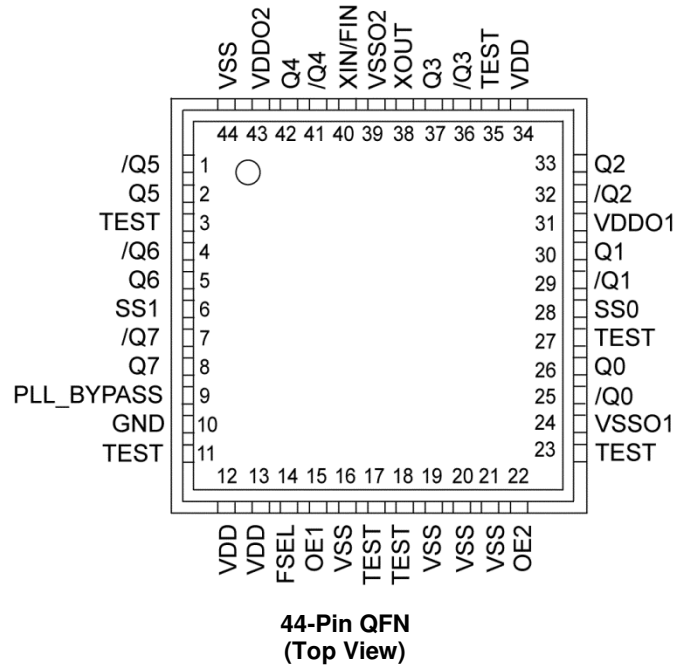 VSS
VDDO2
Q4
/Q4
XIN/FIN
VSSO2
XOUT
Q3
/Q3
TEST
VDD
44 43 42 41 40 39 38 37 36 35 34
/Q5 1
Q5 2
TEST 3
/Q6 4
Q6 5
SS1 6
/Q7 7
Q7 8
PLL_BYPASS 9
GND 10
TEST 11
33 Q2
32 /Q2
31 VDDO1
30 Q1
29 /Q1
28 SS0
27 TEST
26 Q0
25 /Q0
24 VSSO1
23 TEST
12 13 14 15 16 17 18 19 20 21 22
VDD
VDD
FSEL
OE1
VSS
TEST
TEST
VSS
VSS
VSS
OE2
44-Pin QFN
(Top View)